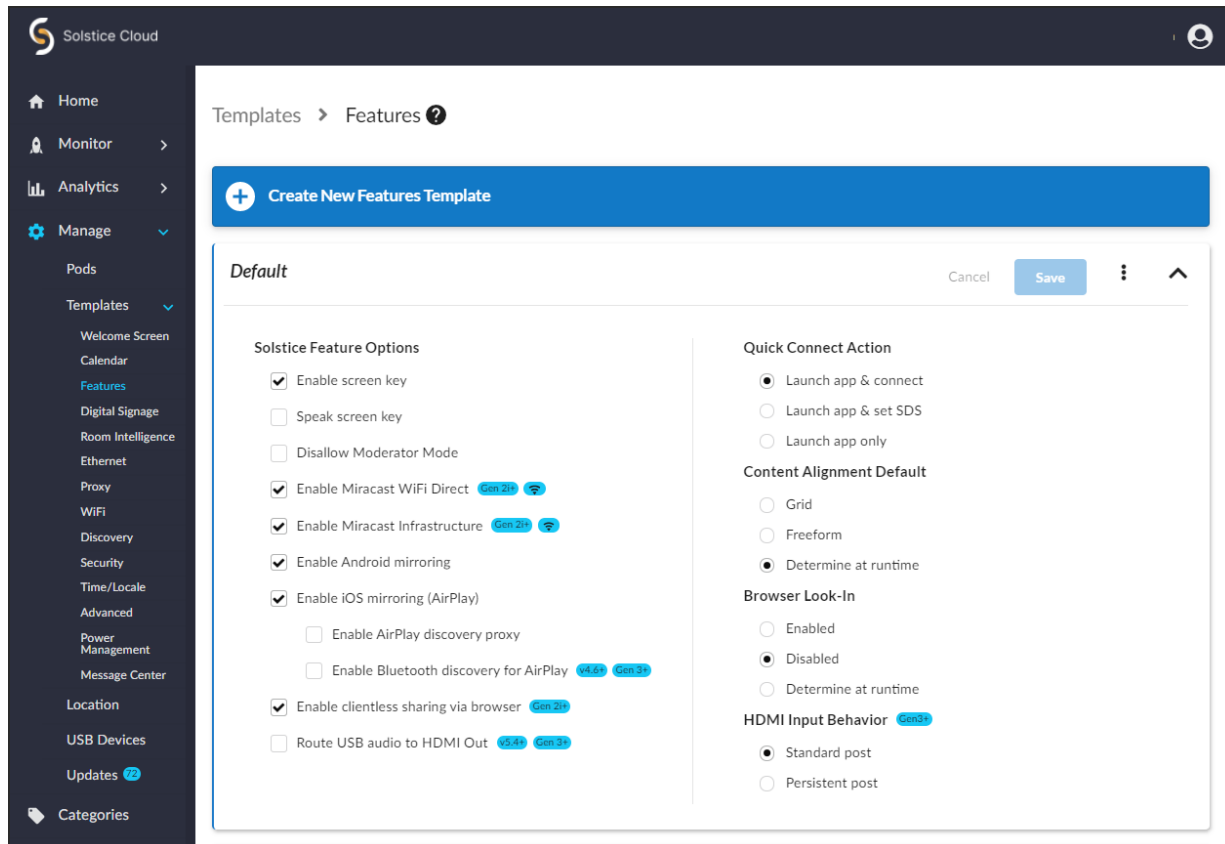 Solstice Cloud
Home
Monitor
Analytics
Manage
Pods
Templates
Welcome Screen
Calendar
Features
Digital Signage
Room Intelligence
Ethernet
Proxy
WiFi
Discovery
Security
Time/Locale
Advanced
Power
Management
Message Center
Location
USB Devices
Updates 72
Categories
Templates > Features ?
Create New Features Template
Default
Cancel Save
Solstice Feature Options
Enable screen key
Speak screen key
Disallow Moderator Mode
Enable Miracast WiFi Direct Gen 2i+
Enable Miracast Infrastructure Gen 2i+
Enable Android mirroring
Enable iOS mirroring (AirPlay)
Enable AirPlay discovery proxy
Enable Bluetooth discovery for AirPlay v4.6+ Gen 3+
Enable clientless sharing via browser Gen 2i+
Route USB audio to HDMI Out v5.4+ Gen 3+
Quick Connect Action
Launch app & connect
Launch app & set SDS
Launch app only
Content Alignment Default
Grid
Freeform
Determine at runtime
Browser Look-In
Enabled
Disabled
Determine at runtime
HDMI Input Behavior Gen3+
Standard post
Persistent post